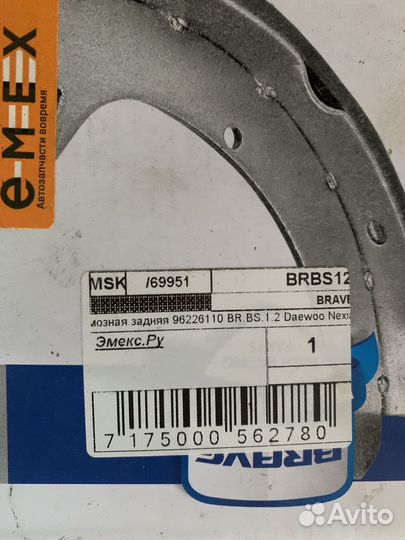 e-M-EX
Автозапчасти вовремя
MSK /69951 BRBS12
BRAVE
мозная задняя 96226110 BR BS.1.2 Daewoo Nexi
Эмекс.Ру
1
7 175000 562780
BRAVE
Avito